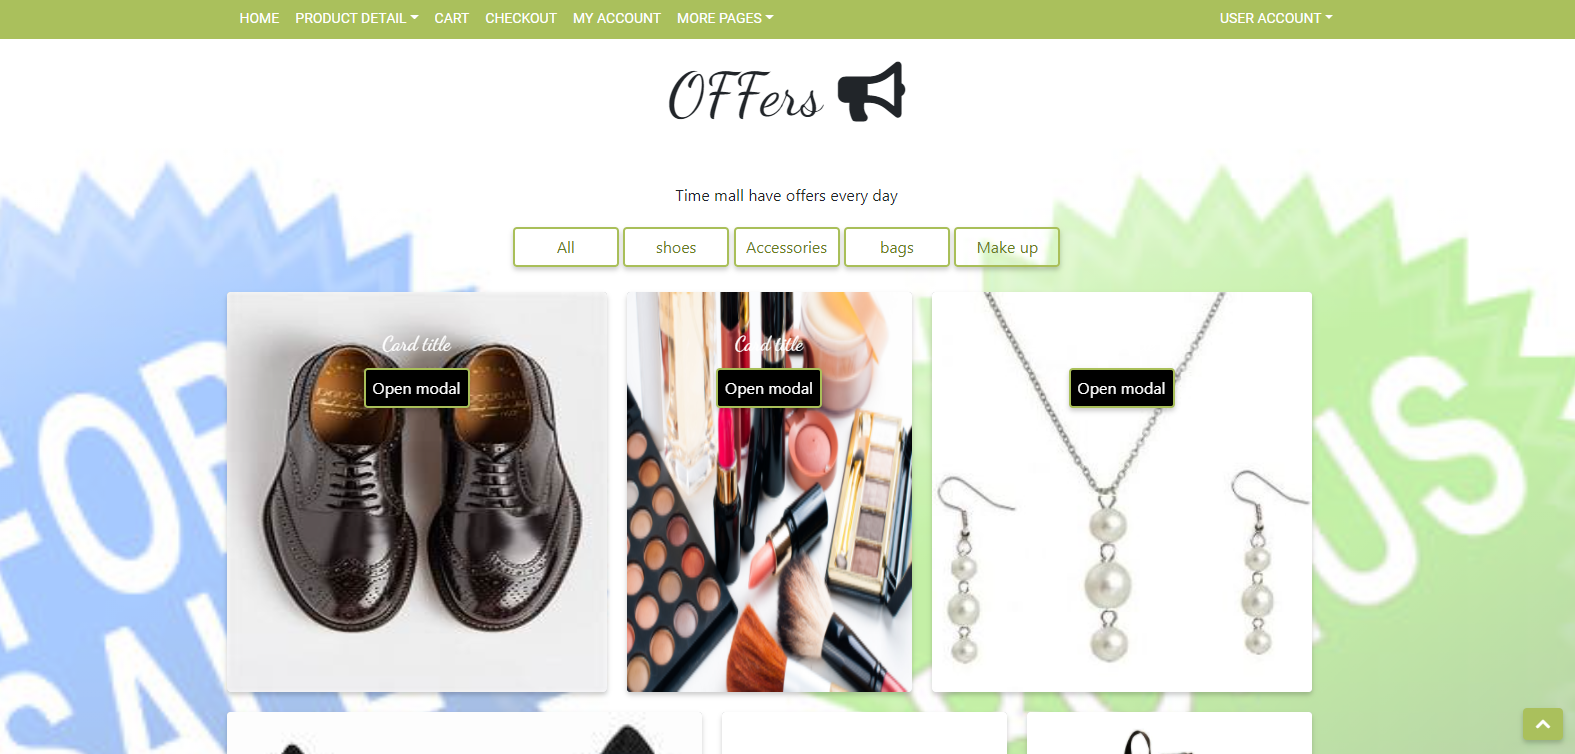 HOME PRODUCT DETAIL CART CHECKOUT MY ACCOUNT MORE PAGES USER ACCOUNT
OFFers
Time mall have offers every day
All shoes Accessories bags Make up
Card title Card title
Open modal Open modal Open modal
FOR
SALE
US